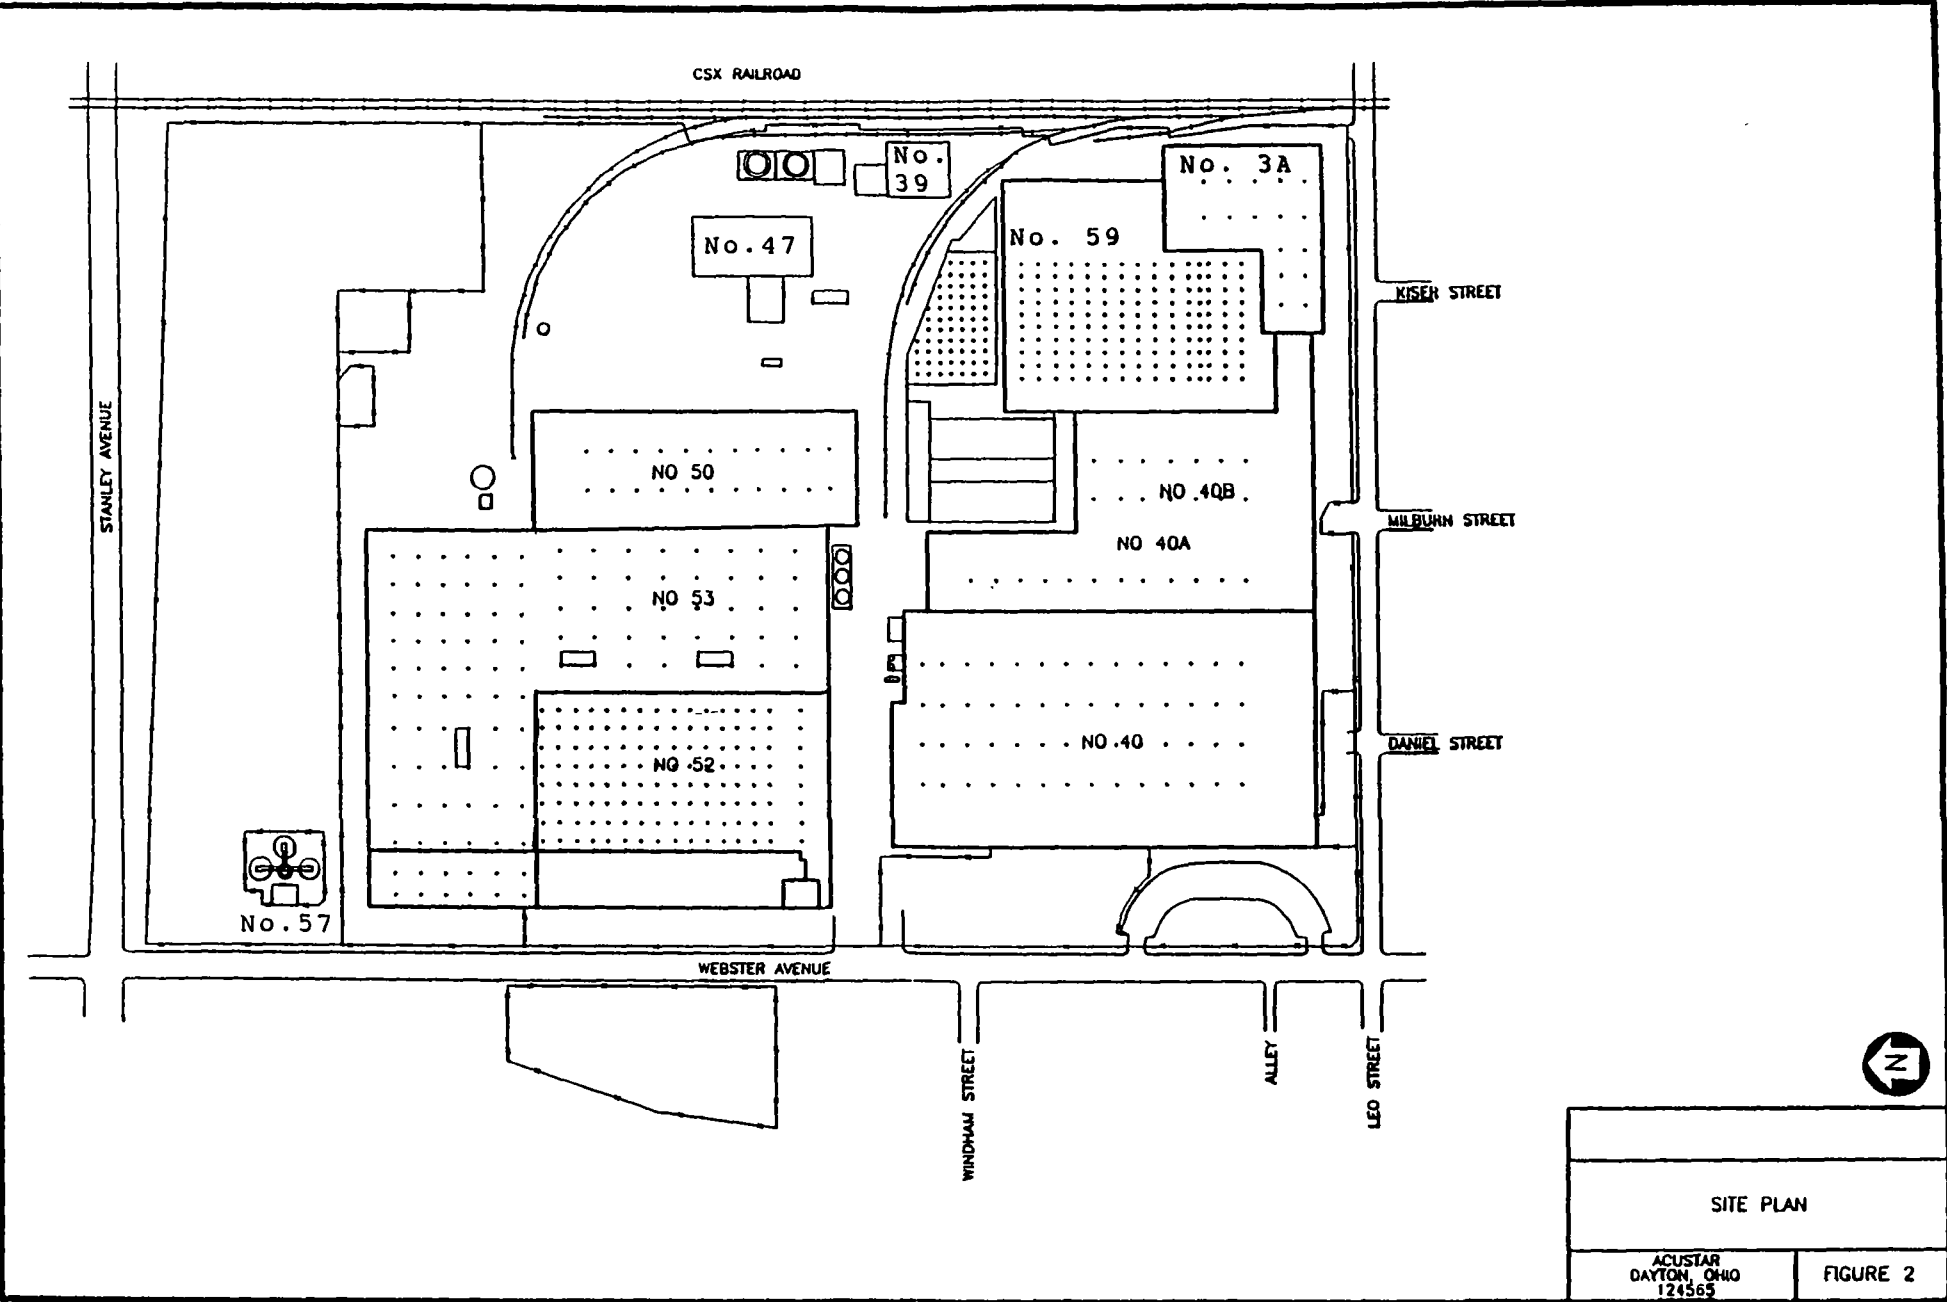 CSX RAILROAD
No.
39
No. 3A
No.47
No. 59
KISER STREET
STANLEY AVENUE
NO 50
NO .40B
MILBURN STREET
NO 40A
NO 53
NO .40
DANIEL STREET
NO .52
No.57
WEBSTER AVENUE
WINDHAM STREET
ALLEY
LEO STREET
N
SITE PLAN
ACUSTAR
DAYTON, OHIO
124565
FIGURE 2